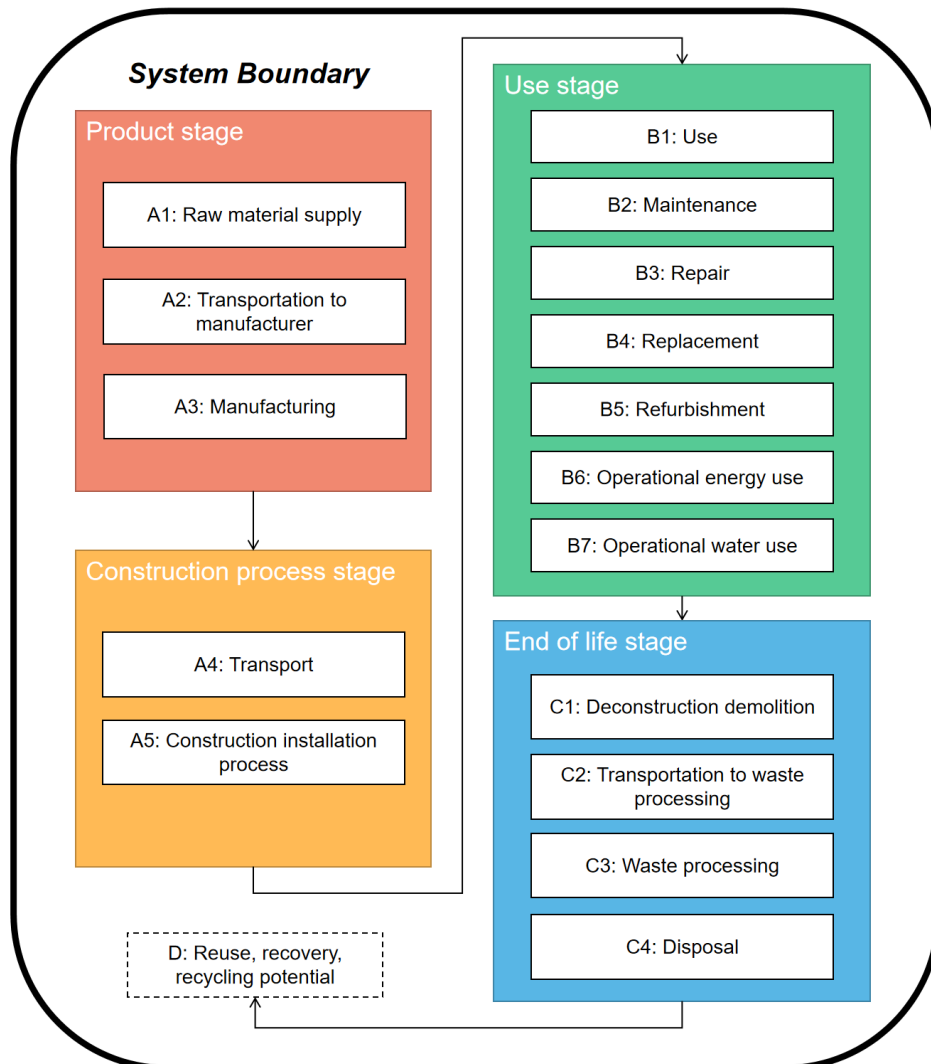 System Boundary
Product stage
A1: Raw material supply
A2: Transportation to
manufacturer
A3: Manufacturing
Construction process stage
A4: Transport
A5: Construction installation
process
D: Reuse, recovery,
recycling potential
Use stage
B1: Use
B2: Maintenance
B3: Repair
B4: Replacement
B5: Refurbishment
B6: Operational energy use
B7: Operational water use
End of life stage
C1: Deconstruction demolition
C2: Transportation to waste
processing
C3: Waste processing
C4: Disposal